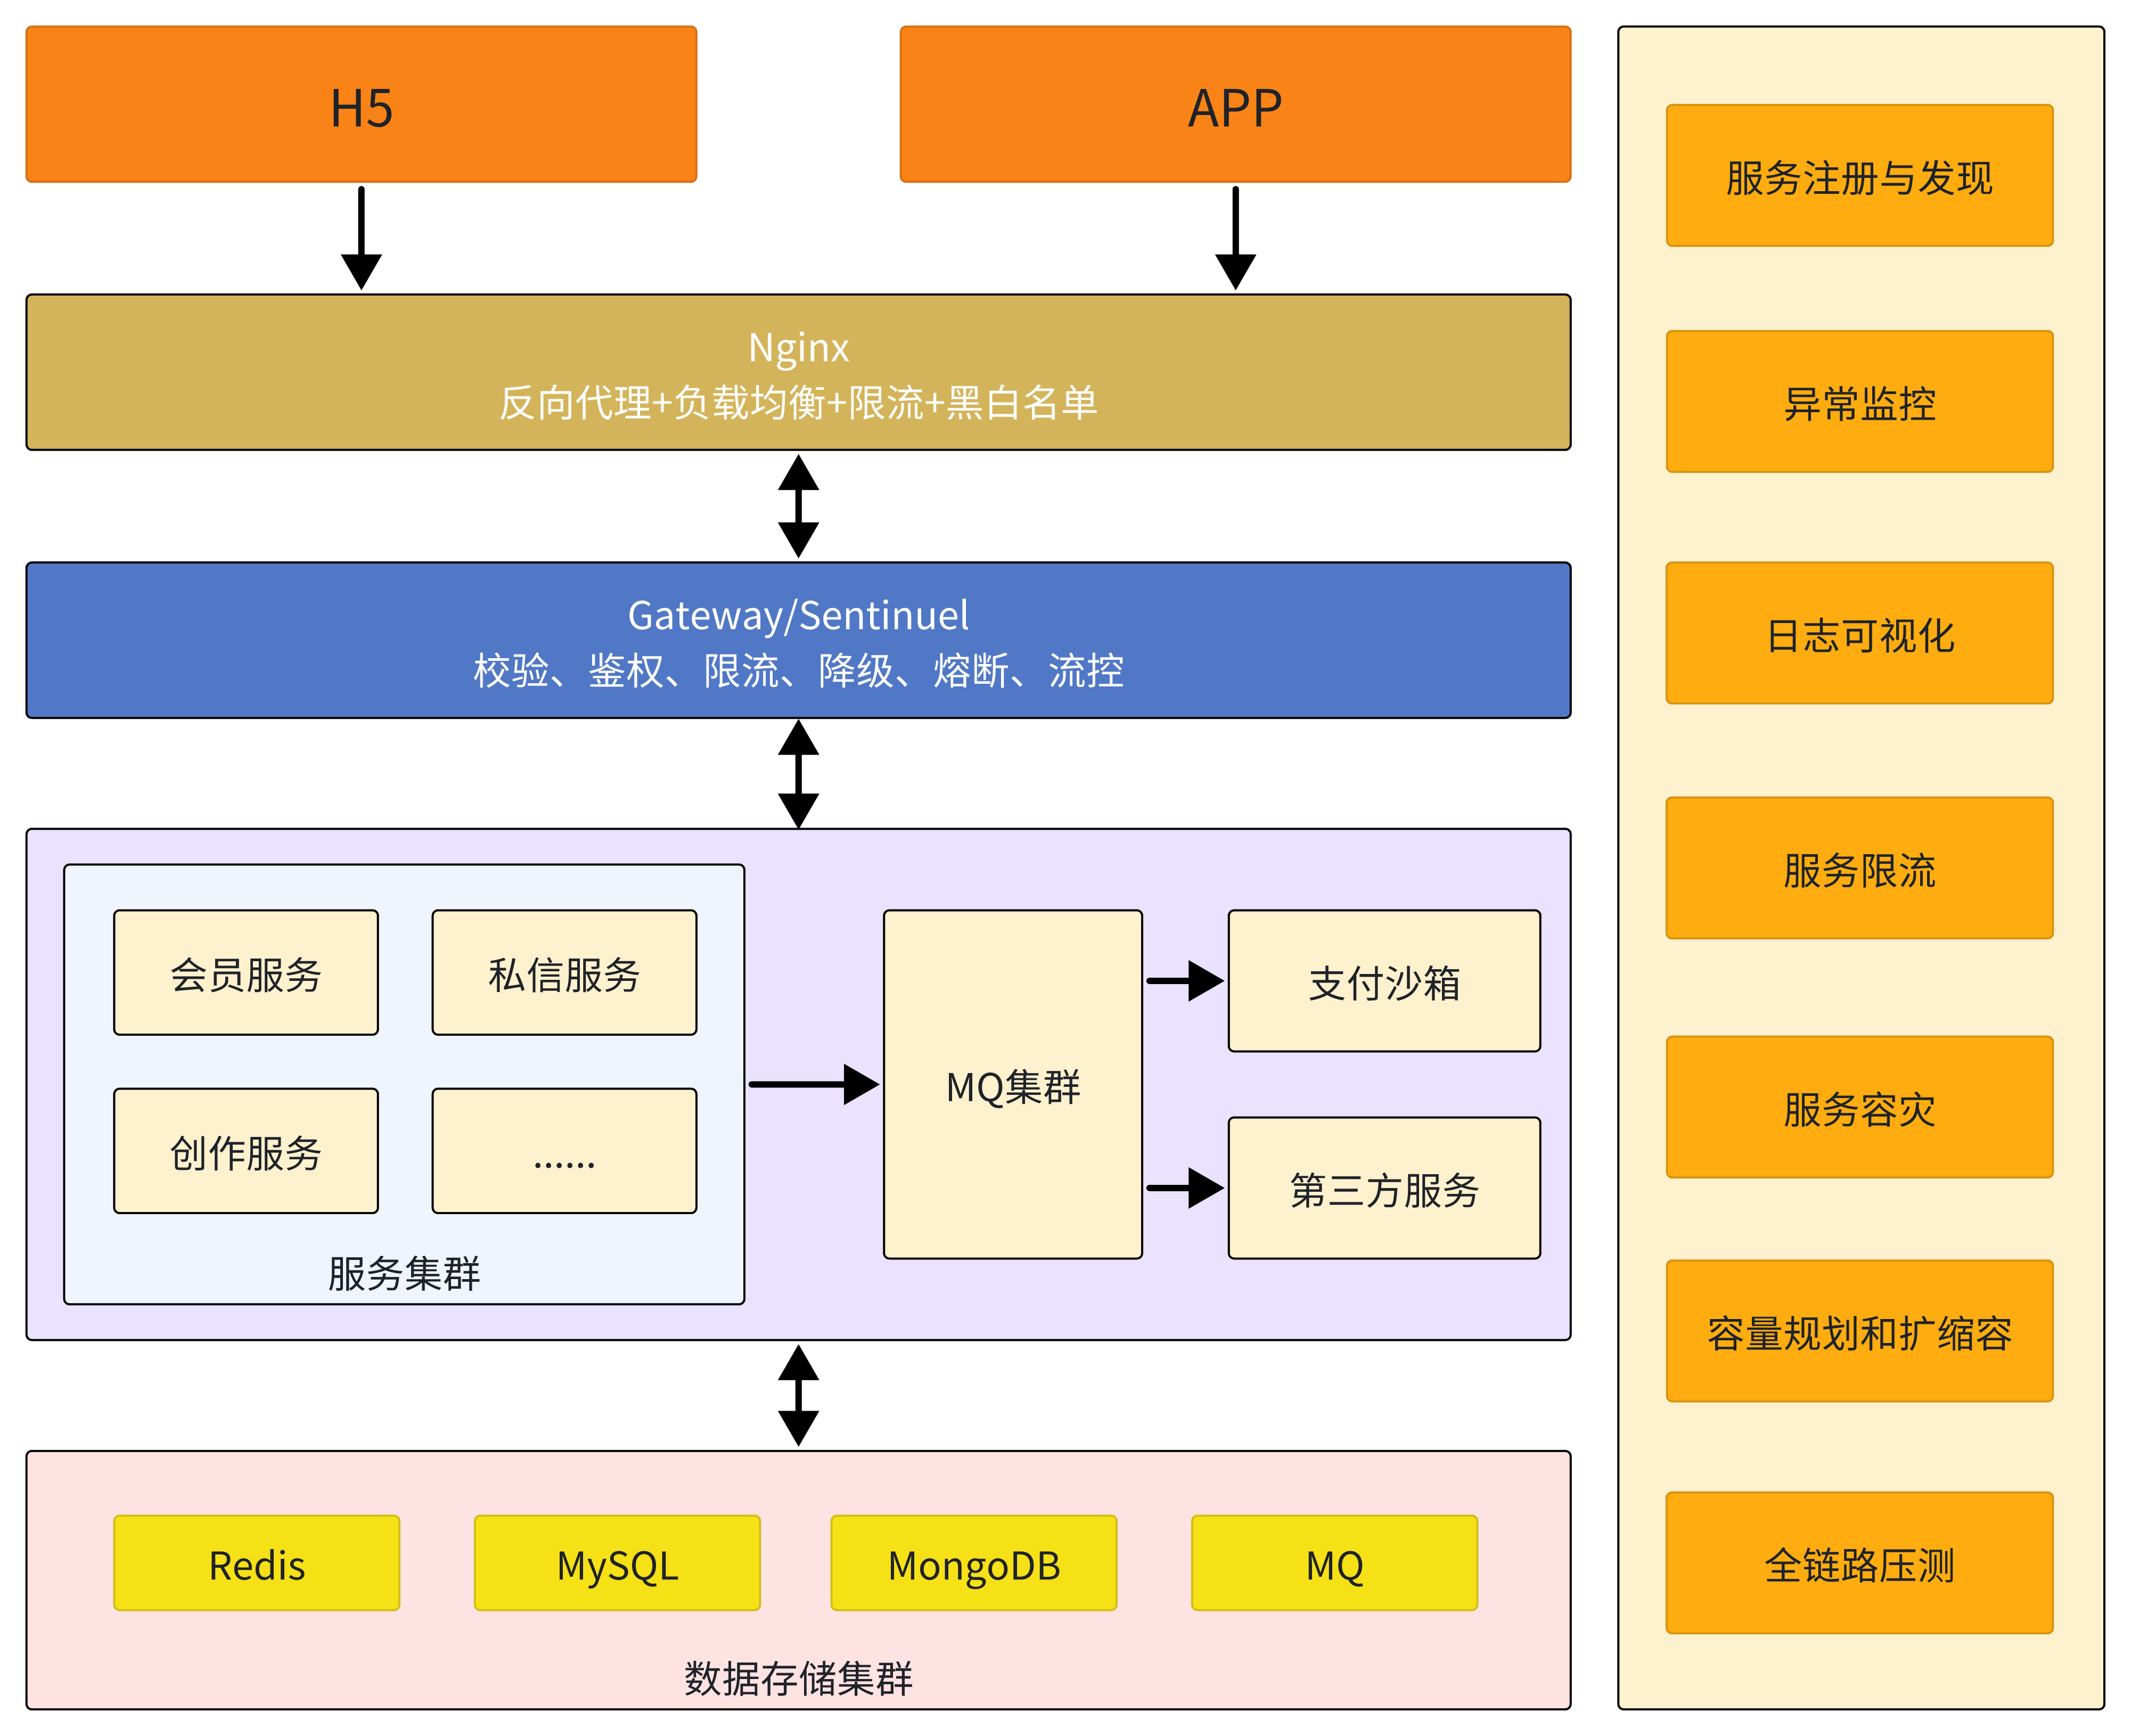 H5
APP
Nginx
反向代理+负载均衡+限流+黑白名单
Gateway/Sentinuel
校验、鉴权、限流、降级、熔断、流控
会员服务
私信服务
创作服务
......
服务集群
MQ集群
支付沙箱
第三方服务
Redis
MySQL
MongoDB
MQ
数据存储集群
服务注册与发现
异常监控
日志可视化
服务限流
服务容灾
容量规划和扩缩容
全链路压测